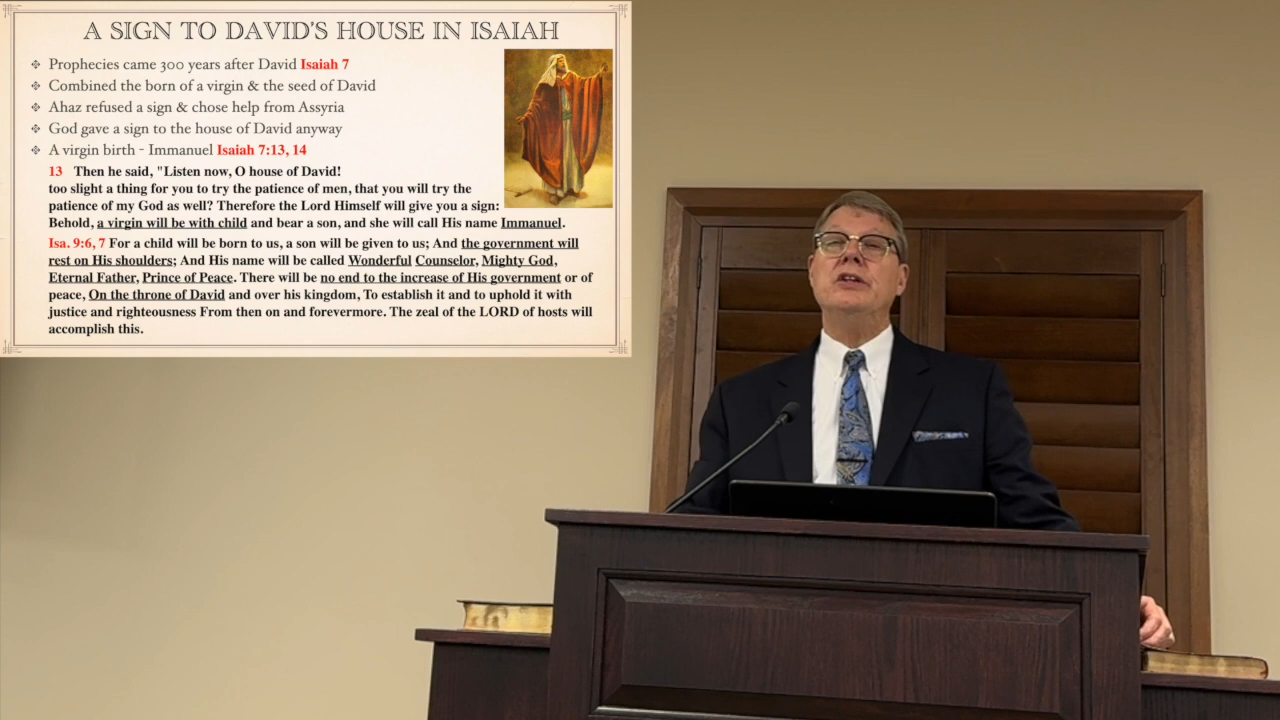 A SIGN TO DAVID'S HOUSE IN ISAIAH
❖ Prophecies came 300 years after David Isaiah 7
❖ Combined the born of a virgin & the seed of David
❖ Ahaz refused a sign & chose help from Assyria
❖ God gave a sign to the house of David anyway
❖ A virgin birth - Immanuel Isaiah 7:13, 14
13 Then he said, "Listen now, O house of David!
too slight a thing for you to try the patience of men, that you will try the
patience of my God as well? Therefore the Lord Himself will give you a sign:
Behold, a virgin will be with child and bear a son, and she will call His name Immanuel.
Isa. 9:6, 7 For a child will be born to us, a son will be given to us; And the government will
rest on His shoulders; And His name will be called Wonderful Counselor, Mighty God,
Eternal Father, Prince of Peace. There will be no end to the increase of His government or of
peace, On the throne of David and over his kingdom, To establish it and to uphold it with
justice and righteousness From then on and forevermore. The zeal of the LORD of hosts will
accomplish this.